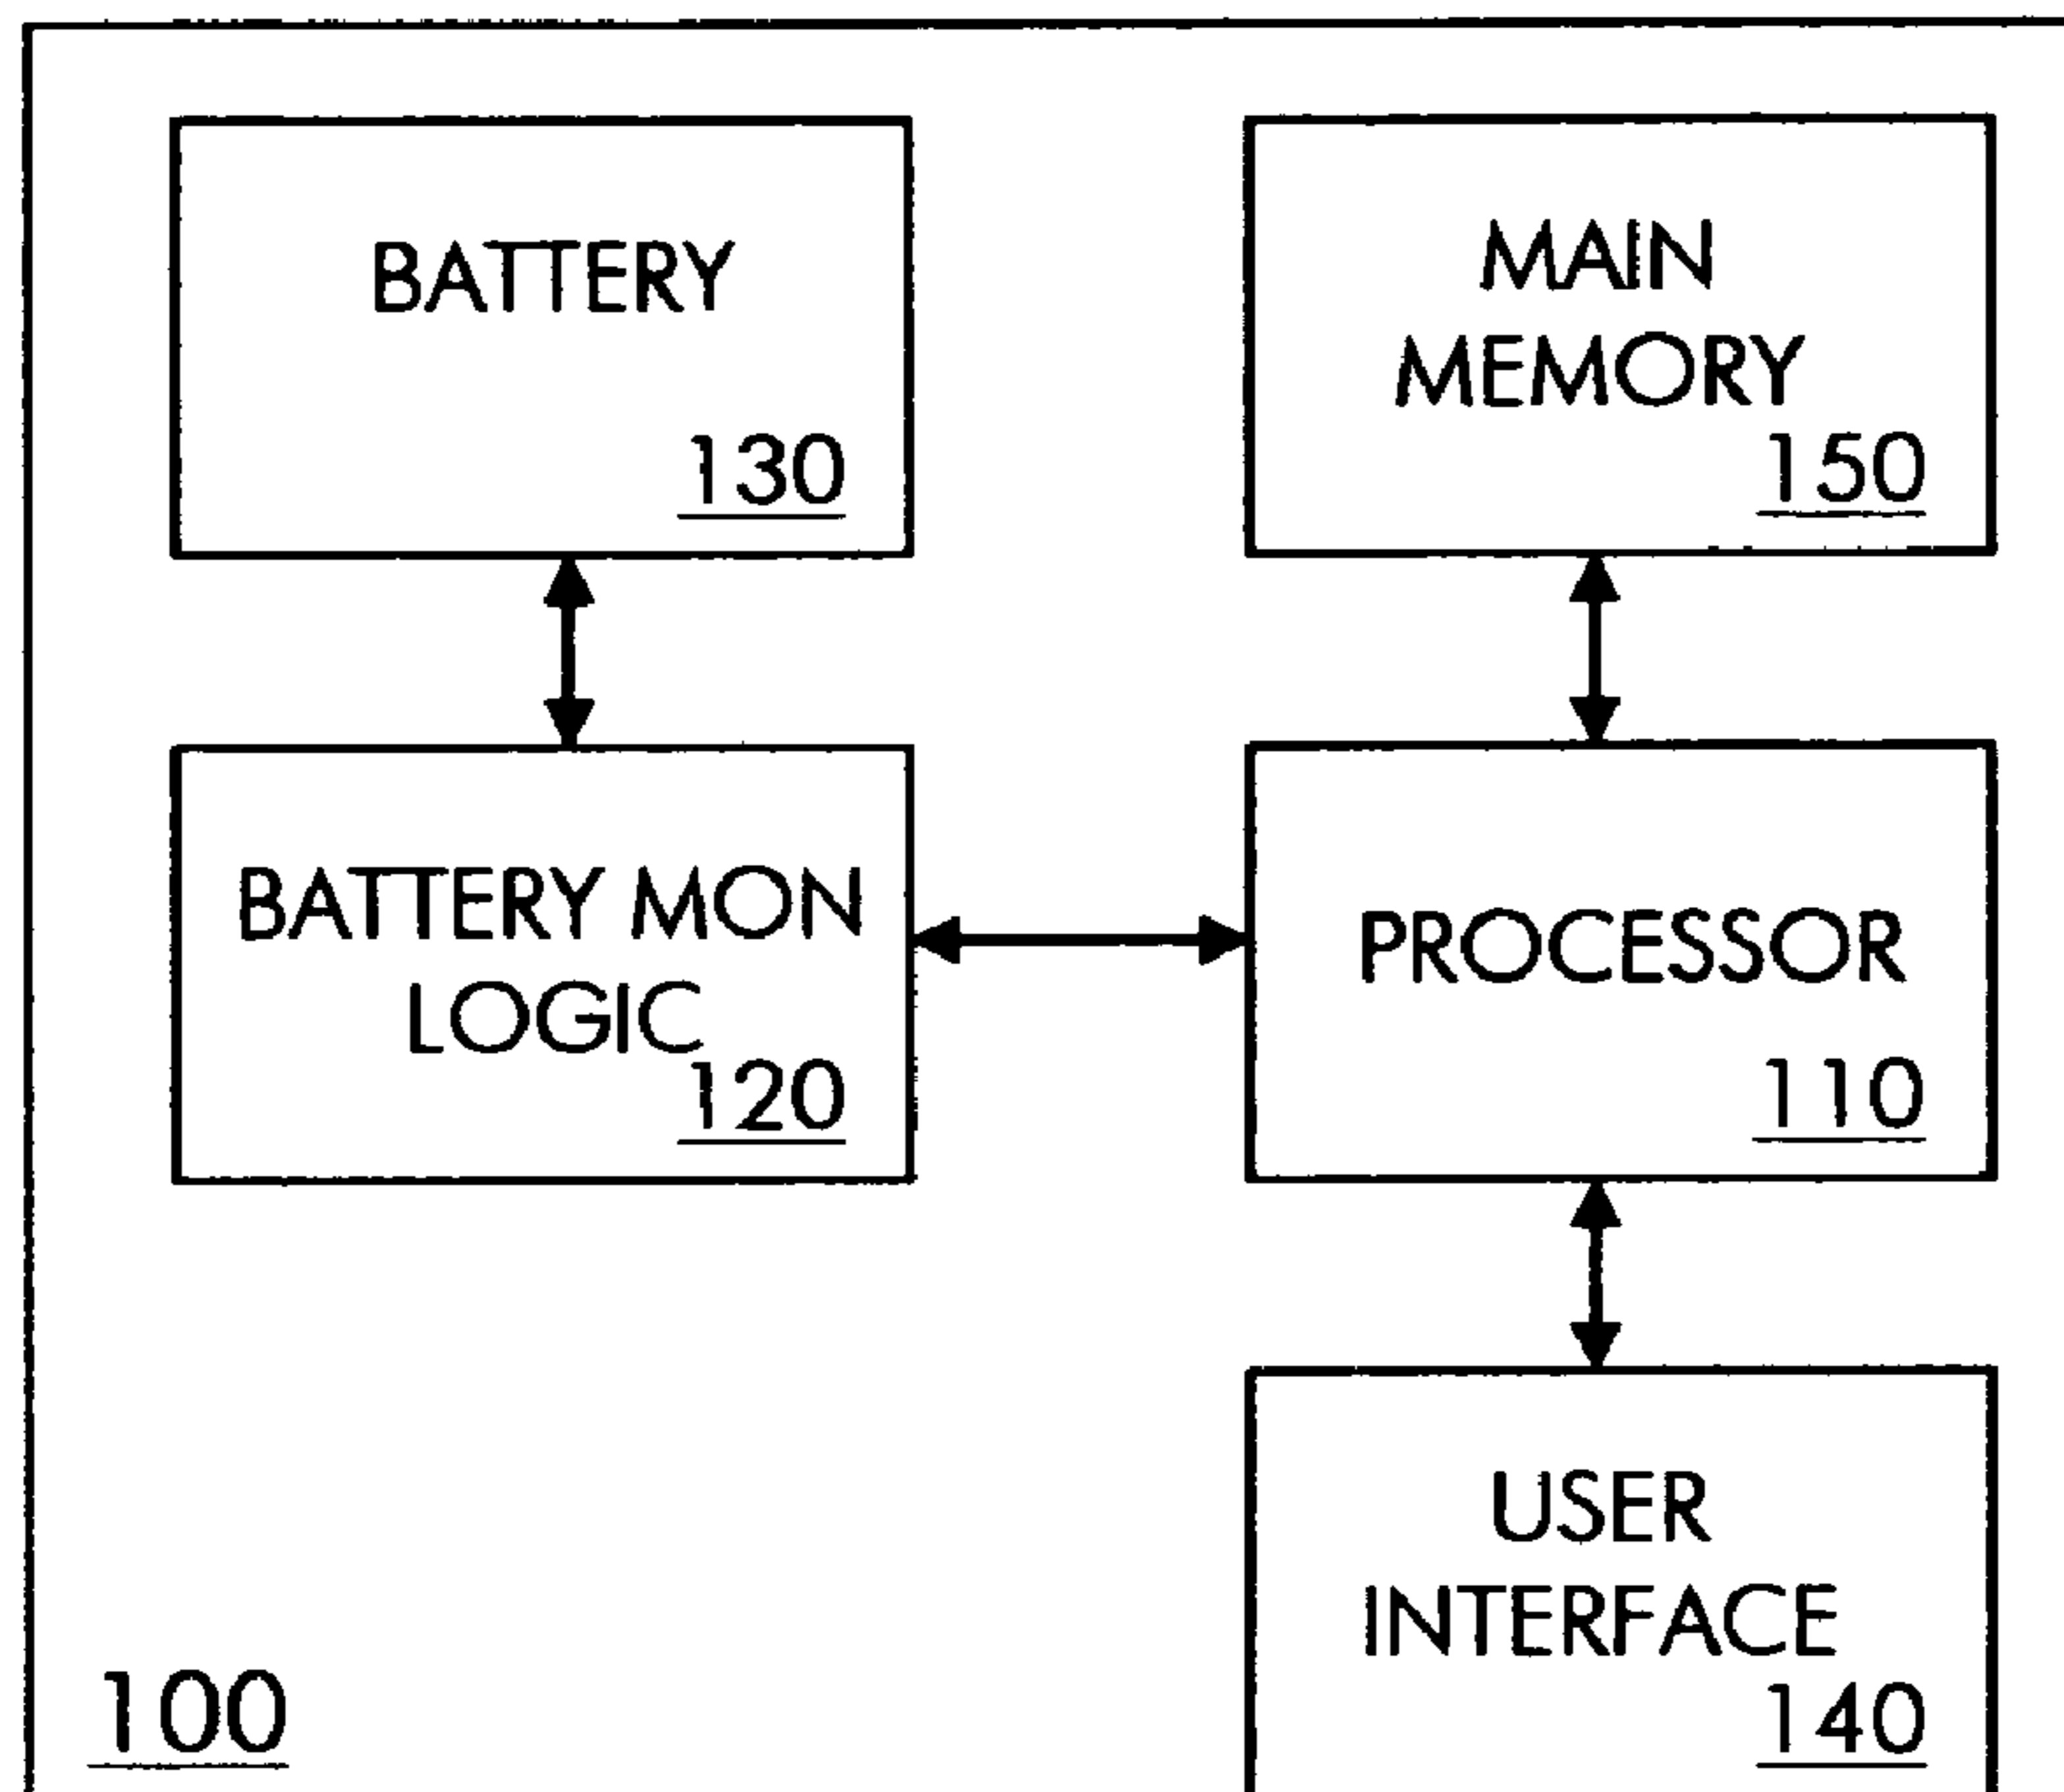 BATTERY
130
MAIN
MEMORY
150
BATTERY MON
LOGIC
120
PROCESSOR
110
USER
INTERFACE
140
100